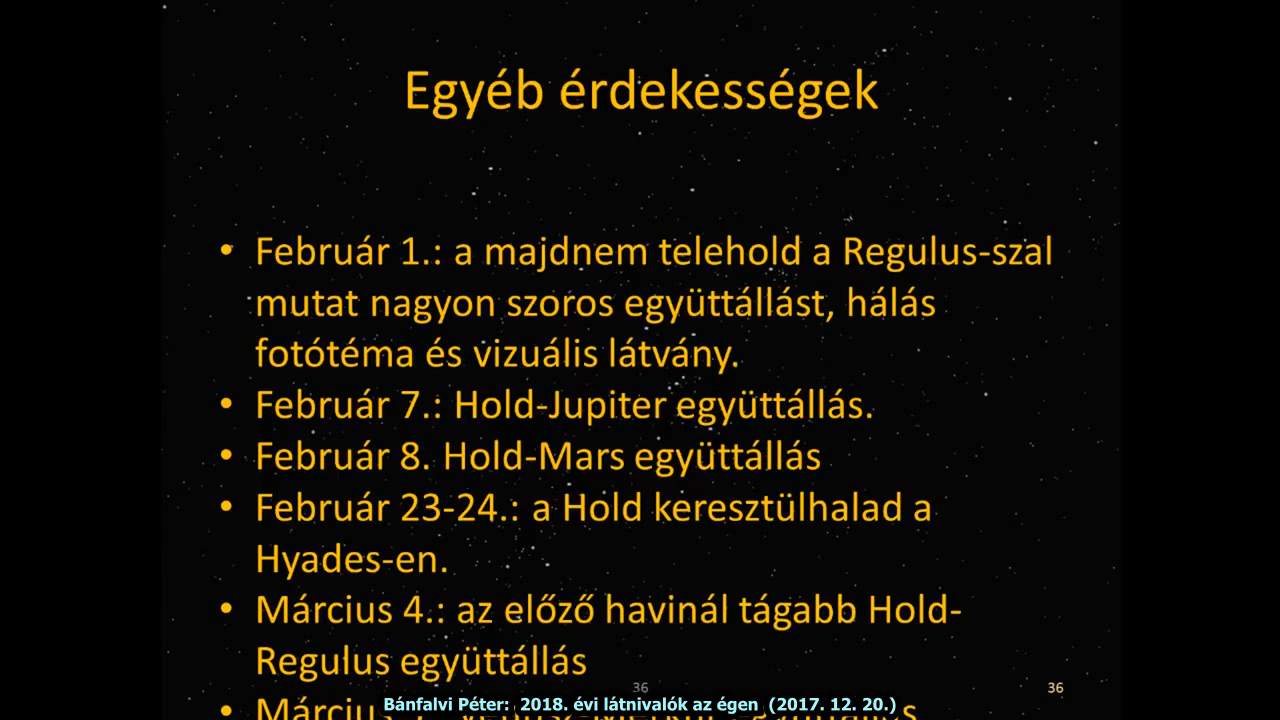 Egyéb érdekességek
• Február 1.: a majdnem telehold a Regulus-szal
mutat nagyon szoros együttállást, hálás
fotótéma és vizuális látvány.
• Február 7.: Hold-Jupiter együttállás.
• Február 8. Hold-Mars együttállás
• Február 23-24.: a Hold keresztülhalad a
Hyades-en.
• Március 4.: az előző havinál tágabb Hold-
Regulus együttállás
36
36
Bánfalvi Péter: 2018. évi látnivalók az égen (2017. 12. 20.)